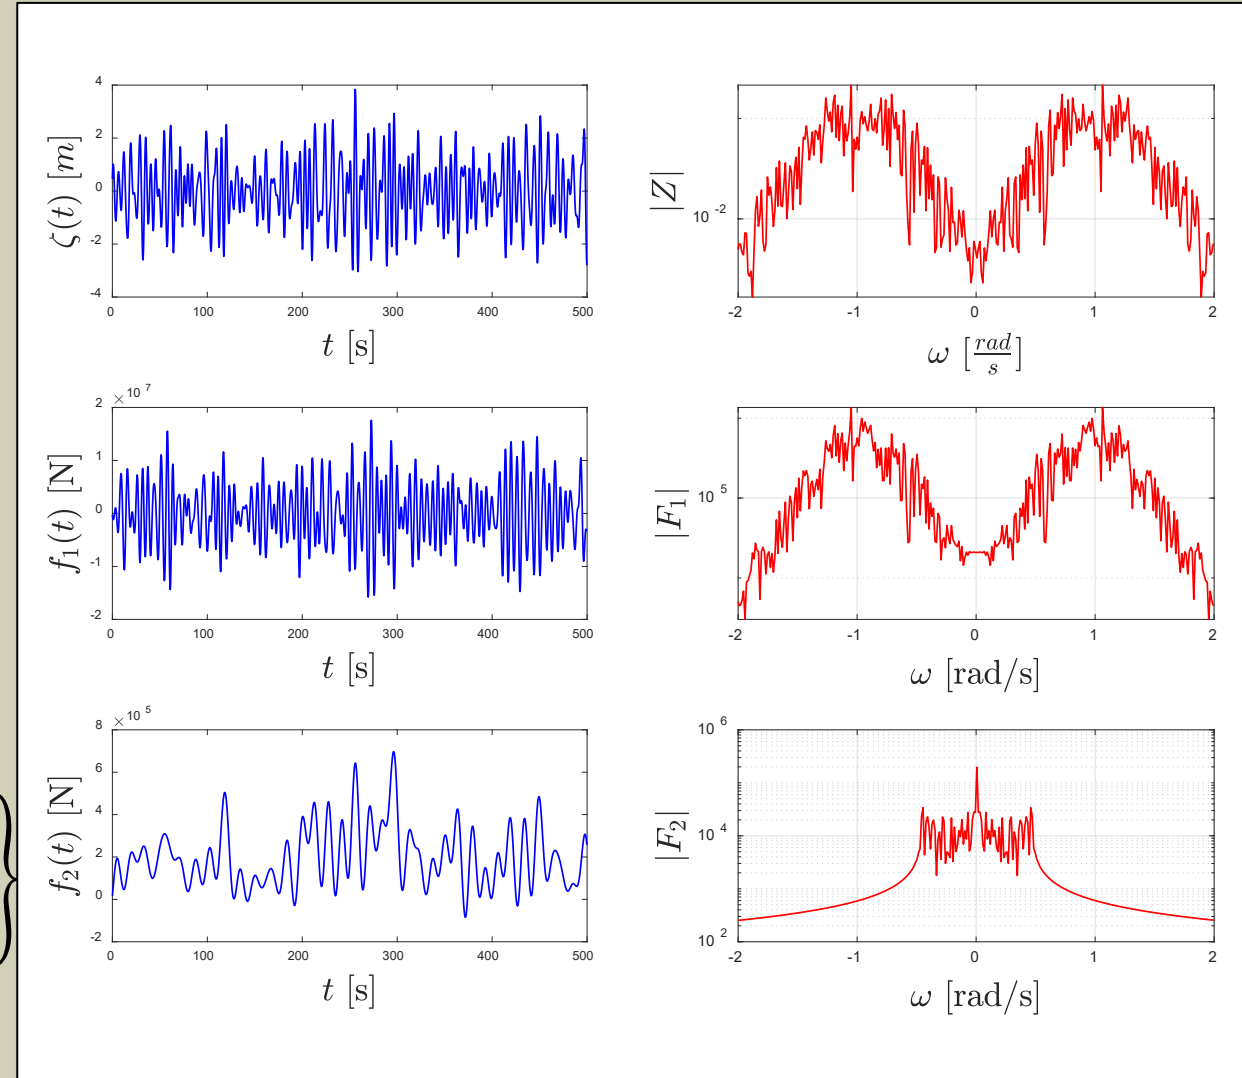 4
2
0
-2
-4
ζ(t) [m]
0 100 200 300 400 500
t [s]
|Z|
10 -2
-2 -1 0 1 2
ω [rad/s]
× 10 7
2
1
0
-1
-2
f₁(t) [N]
0 100 200 300 400 500
t [s]
|F₁|
10 5
-2 -1 0 1 2
ω [rad/s]
× 10 5
8
6
4
2
0
-2
f₂(t) [N]
0 100 200 300 400 500
t [s]
|F₂|
10 6
10 4
10 2
-2 -1 0 1 2
ω [rad/s]